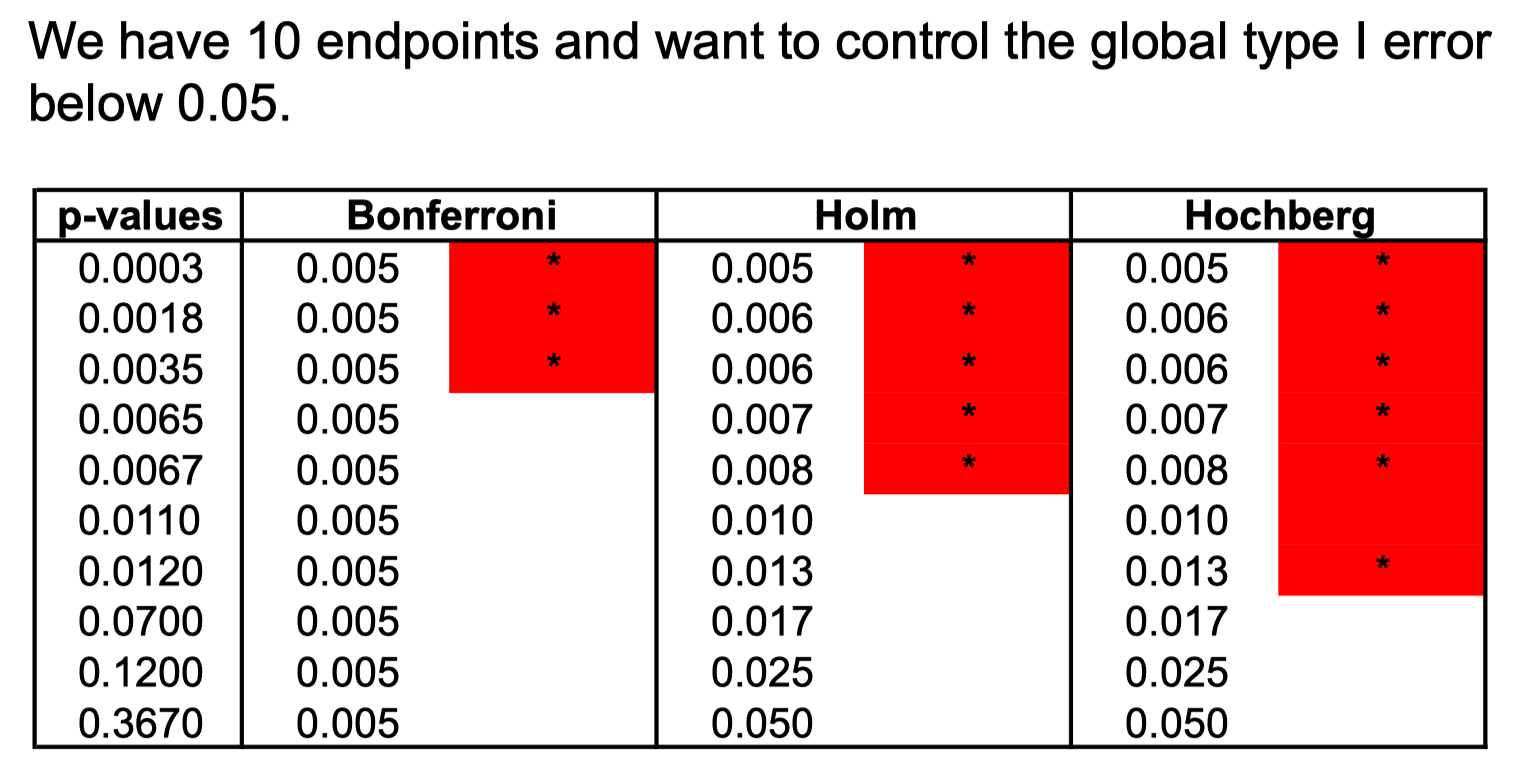 We have 10 endpoints and want to control the global type I error
below 0.05.
p-values Bonferroni Holm Hochberg
0.0003 0.005 * 0.005 * 0.005 *
0.0018 0.005 * 0.006 * 0.006 *
0.0035 0.005 * 0.006 * 0.006 *
0.0065 0.005 0.007 * 0.007 *
0.0067 0.005 0.008 * 0.008 *
0.0110 0.005 0.010 0.010
0.0120 0.005 0.013 0.013 *
0.0700 0.005 0.017 0.017
0.1200 0.005 0.025 0.025
0.3670 0.005 0.050 0.050